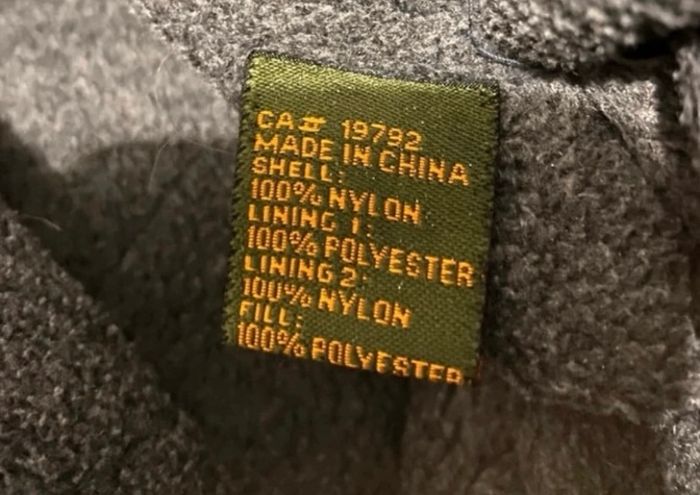 CA# 19792
MADE IN CHINA
SHELL:
100% NYLON
LINING 1:
100% POLYESTER
LINING 2:
100% NYLON
FILL:
100% POLYESTER